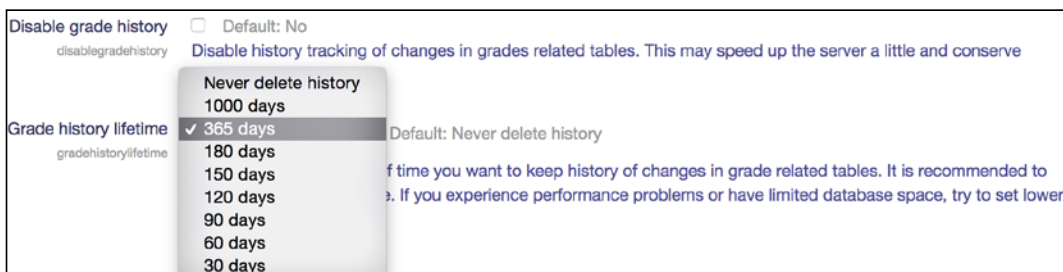 Disable grade history Default: No
disablegradehistory Disable history tracking of changes in grades related tables. This may speed up the server a little and conserve
Never delete history
1000 days
Grade history lifetime ✓ 365 days Default: Never delete history
gradehistorylifetime 180 days
150 days f time you want to keep history of changes in grade related tables. It is recommended to
120 days e. If you experience performance problems or have limited database space, try to set lower
90 days
60 days
30 days